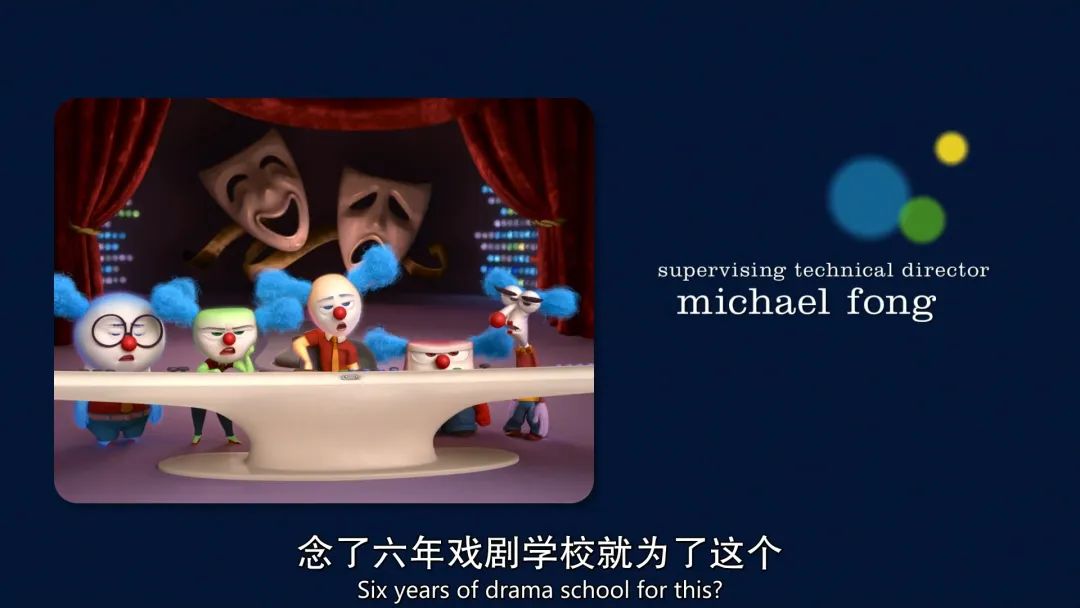 supervising technical director
michael fong
念了六年戏剧学校就为了这个
Six years of drama school for this?